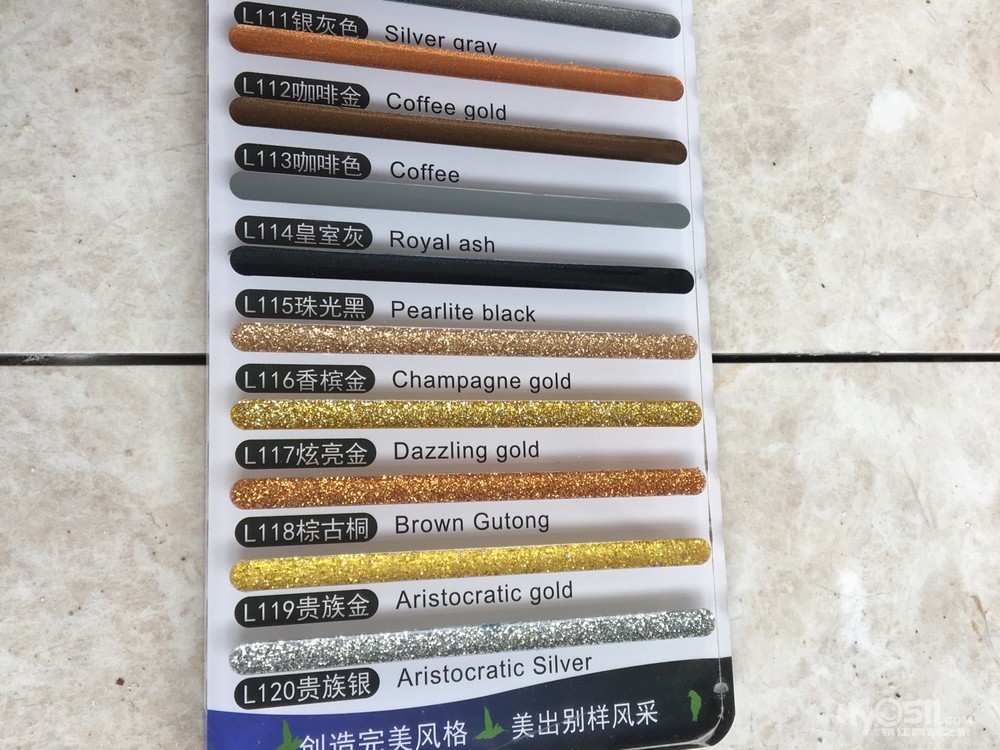 L111银灰色 Silver gray
L112咖啡金 Coffee gold
L113咖啡色 Coffee
L114皇室灰 Royal ash
L115珠光黑 Pearlite black
L116香槟金 Champagne gold
L117炫亮金 Dazzling gold
L118棕古桐 Brown Gutong
L119贵族金 Aristocratic gold
L120贵族银 Aristocratic Silver
创造完美风格 美出别样风采